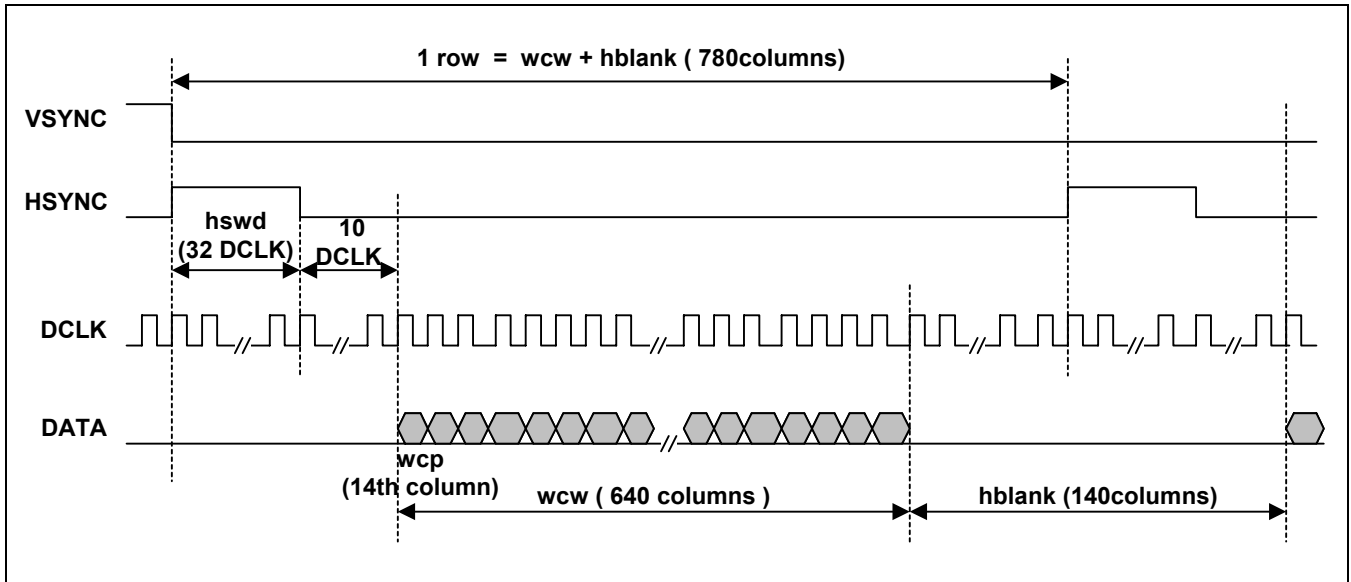 1 row = wcw + hblank ( 780columns)
VSYNC
HSYNC
hswd
(32 DCLK)
10
DCLK
DCLK
DATA
wcp
(14th column)
wcw ( 640 columns )
hblank (140columns)